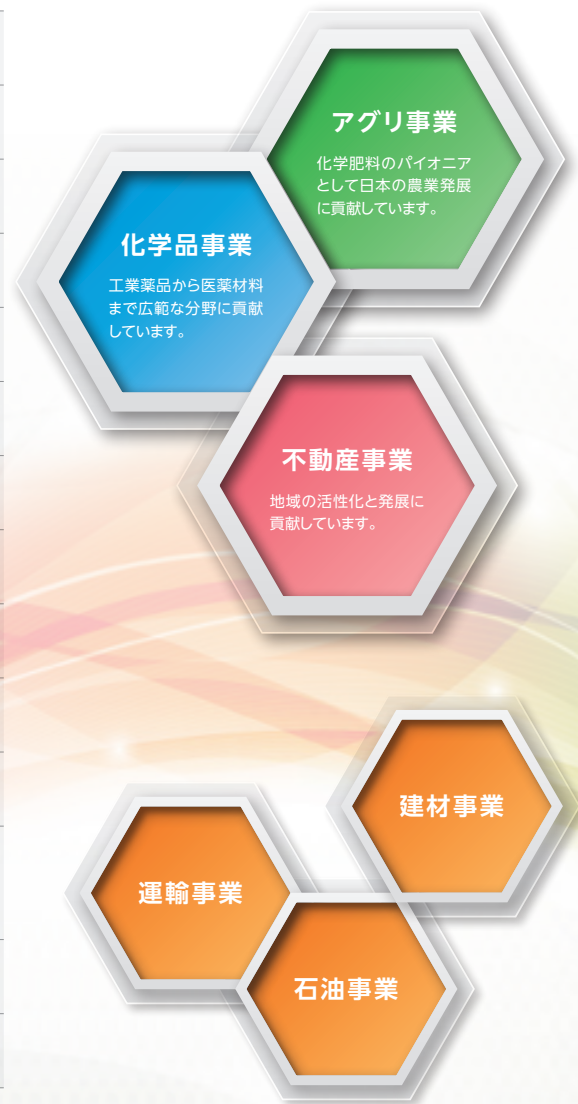 アグリ事業
化学肥料のパイオニア
として日本の農業発展
に貢献しています。
化学品事業
工業薬品から医薬材料
まで広範な分野に貢献
しています。
不動産事業
地域の活性化と発展に
貢献しています。
建材事業
運輸事業
石油事業